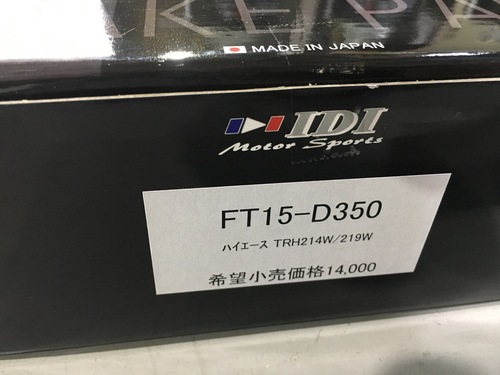 MADE IN JAPAN
IDI
Motor Sports
FT15-D350
ハイエース TRH214W/219W
希望小売価格14,000